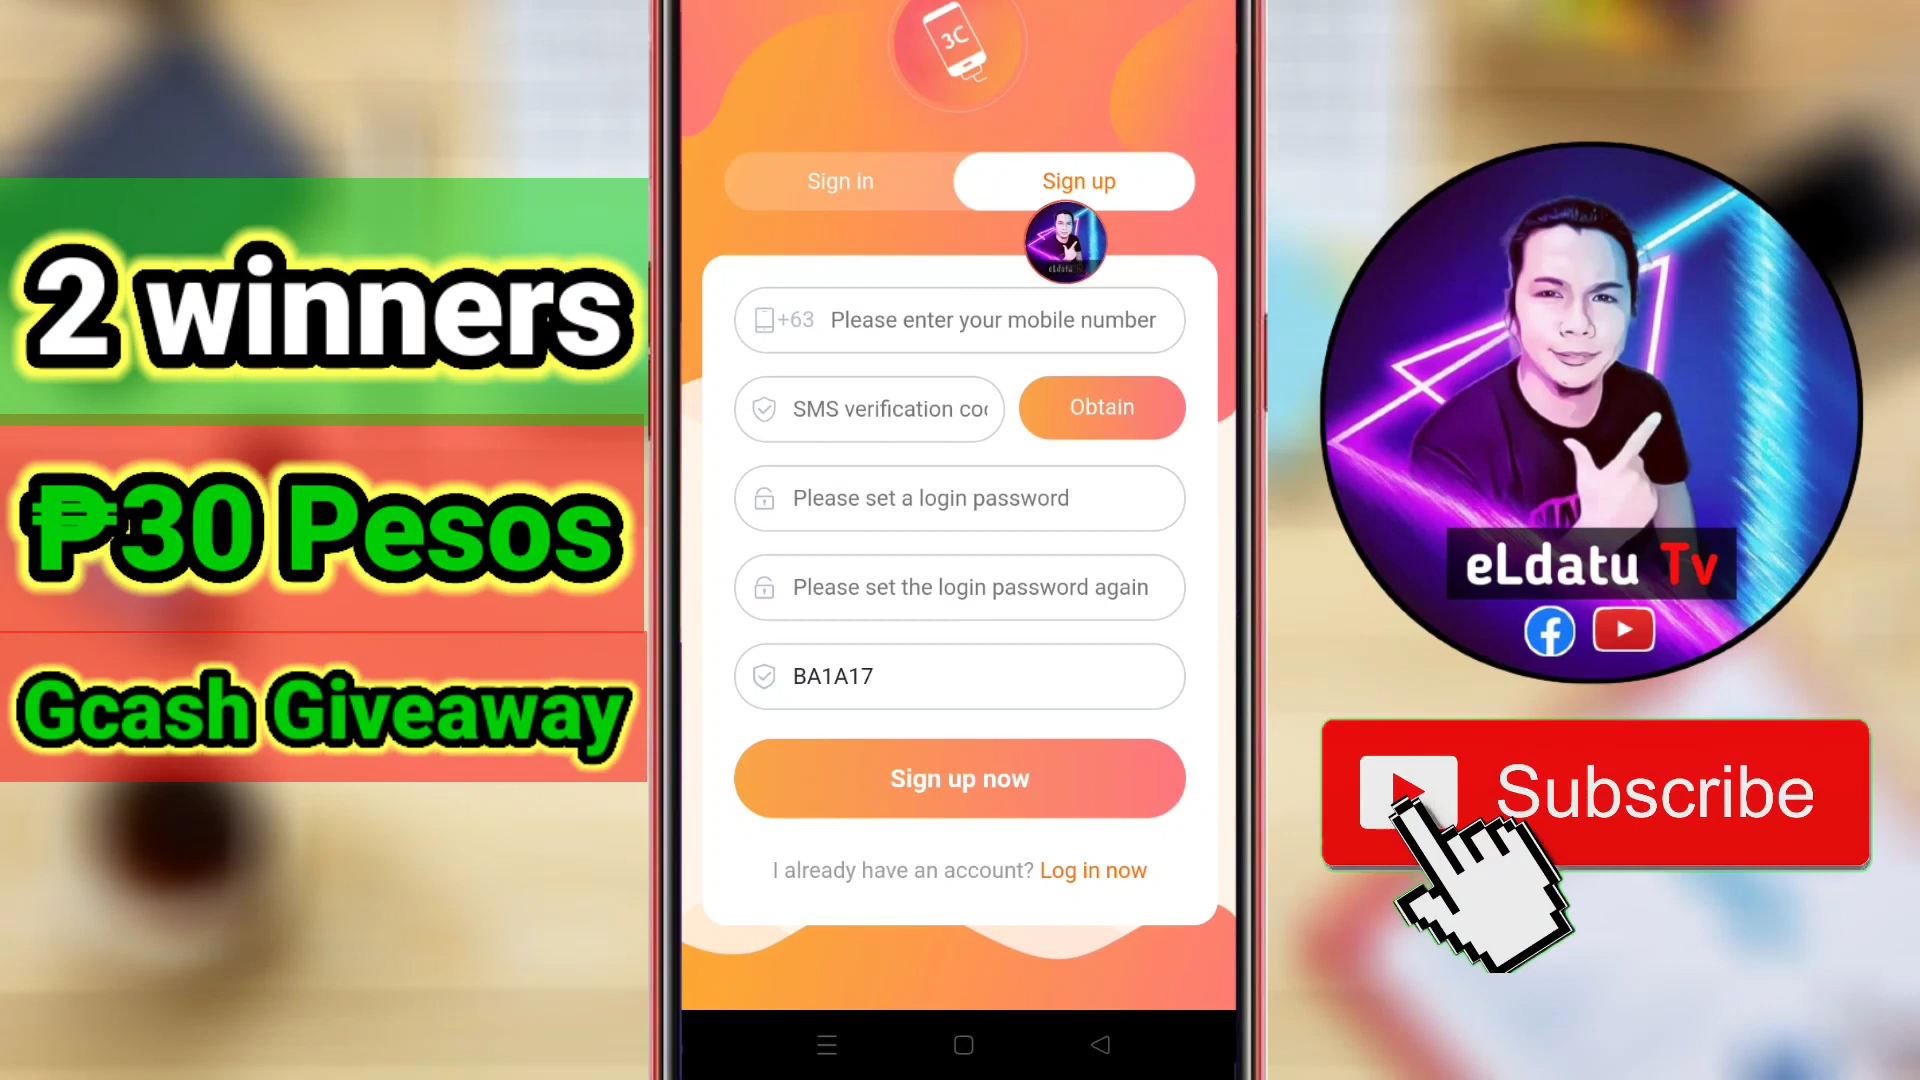 2 winners
₱30 Pesos
Gcash Giveaway
3C
Sign in
Sign up
+63 Please enter your mobile number
SMS verification co
Obtain
Please set a login password
Please set the login password again
BA1A17
Sign up now
I already have an account? Log in now
eLdatu Tv
Subscribe